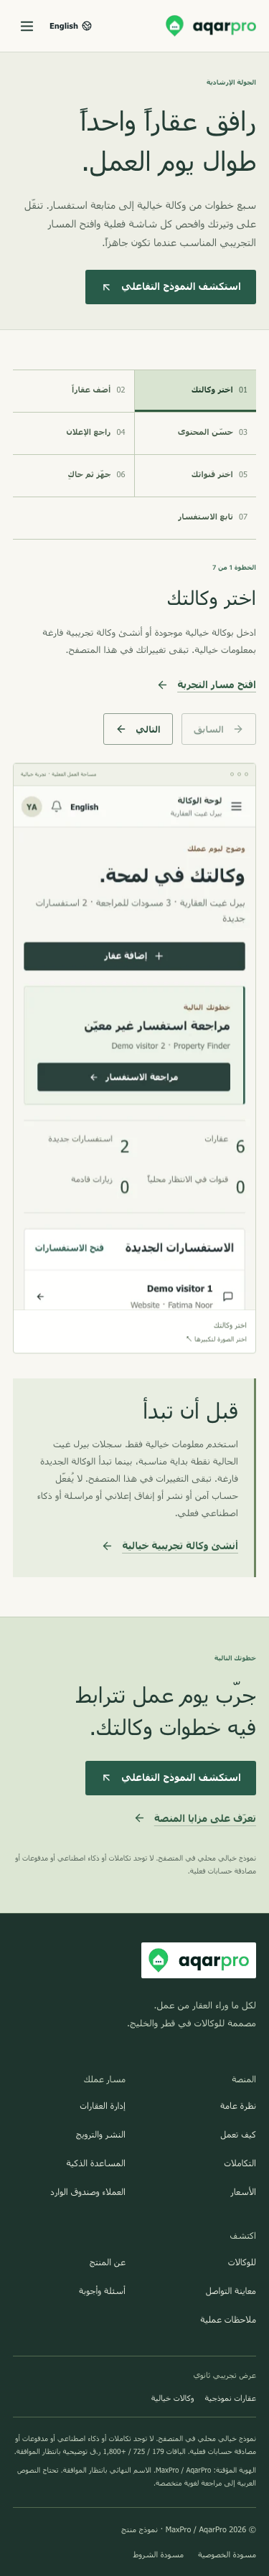 English
aqarpro
الجولة الإرشادية
رافق عقاراً واحداً
طوال يوم العمل.
سبع خطوات من وكالة خيالية إلى متابعة استفسار. تنقّل
على وتيرتك وافحص كل شاشة فعلية وافتح المسار
التجريبي المناسب عندما تكون جاهزاً.
استكشف النموذج التفاعلي
01 اختر وكالتك
02 أضف عقاراً
03 حسّن المحتوى
04 راجع الإعلان
05 اختر قنواتك
06 جهّز ثم حاكِ
07 تابع الاستفسار
الخطوة 1 من 7
اختر وكالتك
ادخل بوكالة خيالية موجودة أو أنشئ وكالة تجريبية فارغة
بمعلومات خيالية. تبقى تغييراتك في هذا المتصفح.
افتح مسار التجربة
السابق
التالي
مساحة العمل الفعلية · تجربة خيالية
لوحة الوكالة
بيرل غيت العقارية
English
YA
وضوح ليوم عملك
وكالتك في لمحة.
بيرل غيت العقارية · 3 مسودات للمراجعة · 2 استفسارات
جديدة
إضافة عقار
خطوتك التالية
مراجعة استفسار غير معيّن
Demo visitor 2 · Property Finder
مراجعة الاستفسار
عقارات 6
استفسارات جديدة 2
قنوات في الانتظار محلياً 0
زيارات قادمة 0
الاستفسارات الجديدة
فتح الاستفسارات
Demo visitor 1
Website · Fatima Noor
اختر وكالتك
اختر الصورة لتكبيرها
قبل أن تبدأ
استخدم معلومات خيالية فقط. سجلات بيرل غيت
الحالية نقطة بداية مناسبة، بينما تبدأ الوكالة الجديدة
فارغة. تبقى التغييرات في هذا المتصفح. لا يُفعّل
حساب آمن أو نشر أو إنفاق إعلاني أو مراسلة أو ذكاء
اصطناعي فعلي.
أنشئ وكالة تجريبية خيالية
خطوتك التالية
جرّب يوم عمل تترابط
فيه خطوات وكالتك.
استكشف النموذج التفاعلي
تعرّف على مزايا المنصة
نموذج خيالي محلي في المتصفح. لا توجد تكاملات أو ذكاء اصطناعي أو مدفوعات أو
مصادقة حسابات فعلية.
aqarpro
لكل ما وراء العقار من عمل.
مصممة للوكالات في قطر والخليج.
المنصة
نظرة عامة
كيف تعمل
التكاملات
الأسعار
مسار عملك
إدارة العقارات
النشر والترويج
المساعدة الذكية
العملاء وصندوق الوارد
اكتشف
للوكالات
معاينة التواصل
ملاحظات عملية
عن المنتج
أسئلة وأجوبة
عرض تجريبي ثانوي
عقارات نموذجية
وكالات خيالية
نموذج خيالي محلي في المتصفح. لا توجد تكاملات أو ذكاء اصطناعي أو مدفوعات أو
مصادقة حسابات فعلية. الباقات 179 / 725 / +1,800 ر.ق توضيحية بانتظار الموافقة.
الهوية المؤقتة: MaxPro / AqarPro. الاسم النهائي بانتظار الموافقة. تحتاج النصوص
العربية إلى مراجعة لغوية متخصصة.
© 2026 MaxPro / AqarPro · نموذج منتج
مسودة الخصوصية
مسودة الشروط